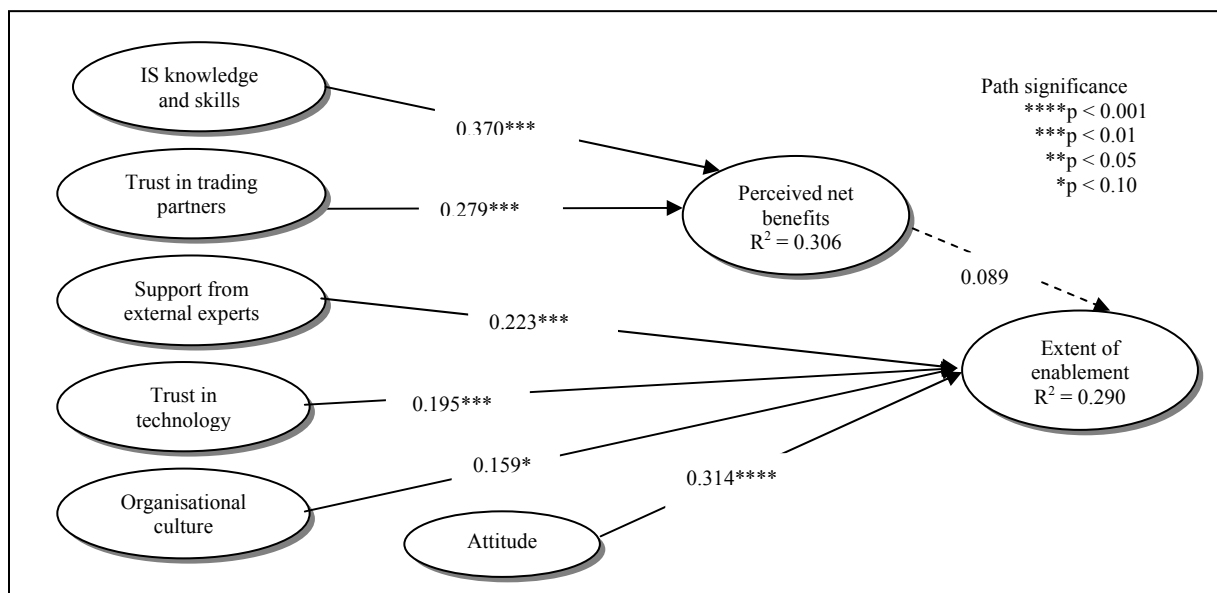 IS knowledge
and skills
0.370***
Trust in trading
partners
0.279***
Support from
external experts
0.223***
Trust in
technology
0.195***
Organisational
culture
0.159*
Attitude
0.314****
Perceived net
benefits
R² = 0.306
0.089
Extent of
enablement
R² = 0.290
Path significance
****p < 0.001
***p < 0.01
**p < 0.05
*p < 0.10